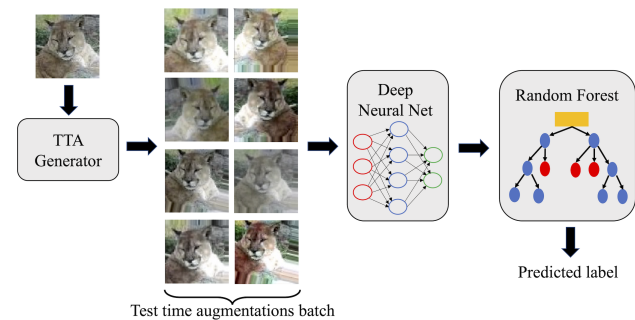 TTA
Generator
Deep
Neural Net
Random Forest
Predicted label
Test time augmentations batch